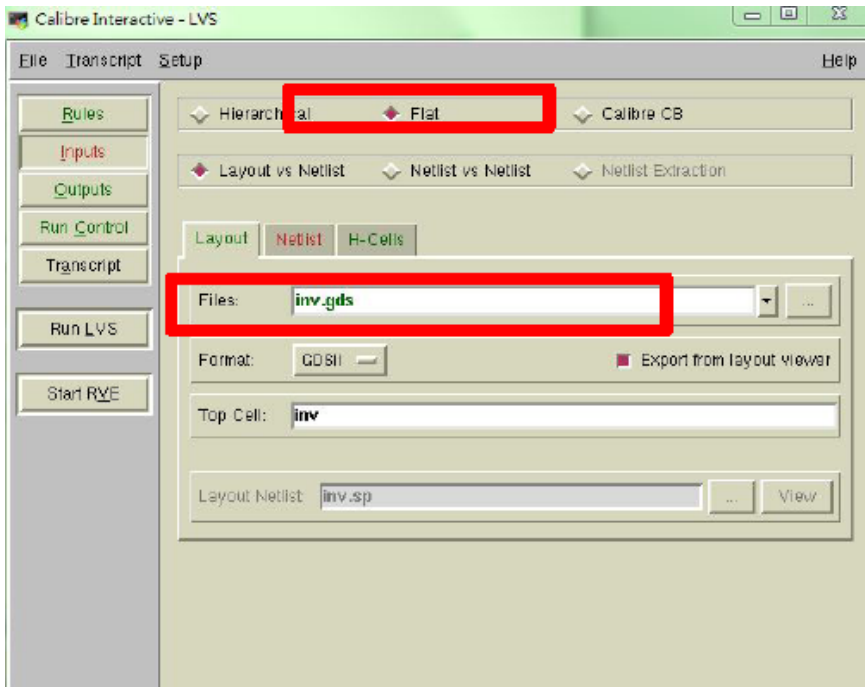 Calibre Interactive - LVS
File Transcript Setup Help
Rules
Inputs
Outputs
Run Control
Transcript
Run LVS
Start RVE
Hierarchical Flat Calibre CB
Layout vs Netlist Netlist vs Netlist Netlist Extraction
Layout Netlist H-Cells
Files: inv.gds ...
Format: GDSII Export from layout viewer
Top Cell: inv
Layout Netlist: inv.sp ... View